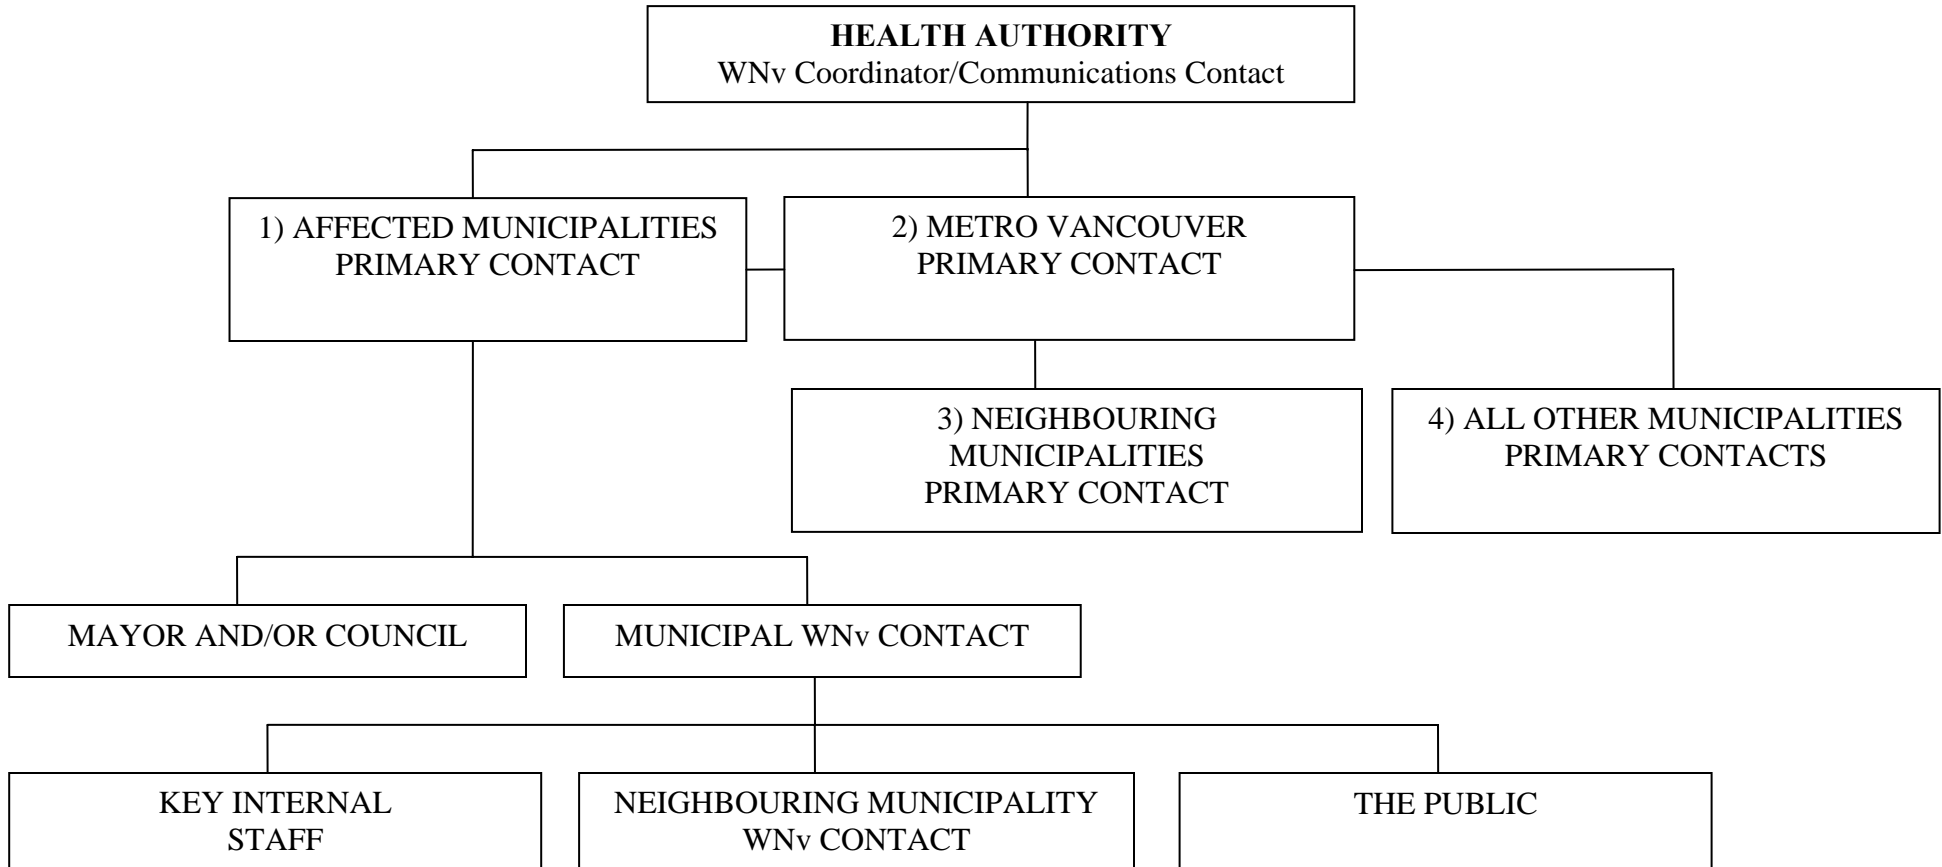 HEALTH AUTHORITY
WNv Coordinator/Communications Contact
1) AFFECTED MUNICIPALITIES
PRIMARY CONTACT
2) METRO VANCOUVER
PRIMARY CONTACT
3) NEIGHBOURING
MUNICIPALITIES
PRIMARY CONTACT
4) ALL OTHER MUNICIPALITIES
PRIMARY CONTACTS
MAYOR AND/OR COUNCIL
MUNICIPAL WNv CONTACT
KEY INTERNAL
STAFF
NEIGHBOURING MUNICIPALITY
WNv CONTACT
THE PUBLIC